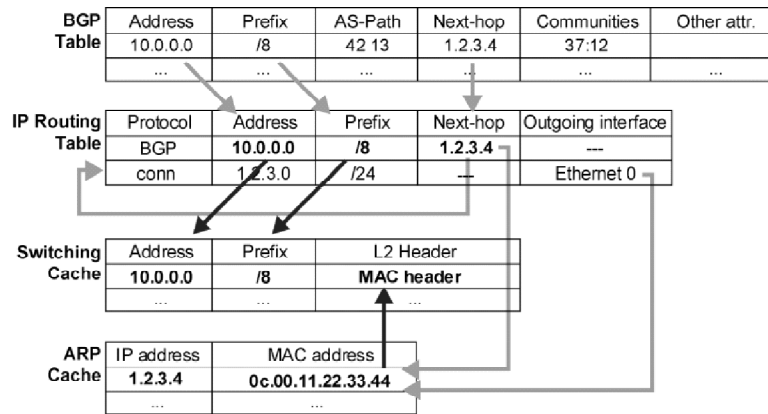 BGP Table Address Prefix AS-Path Next-hop Communities Other attr.
10.0.0.0 /8 42 13 1.2.3.4 37:12
... ... ... ... ... ...
IP Routing Table Protocol Address Prefix Next-hop Outgoing interface
BGP 10.0.0.0 /8 1.2.3.4 ---
conn 1.2.3.0 /24 --- Ethernet 0
Switching Cache Address Prefix L2 Header
10.0.0.0 /8 MAC header
... ... ...
ARP Cache IP address MAC address
1.2.3.4 0c.00.11.22.33.44
... ...